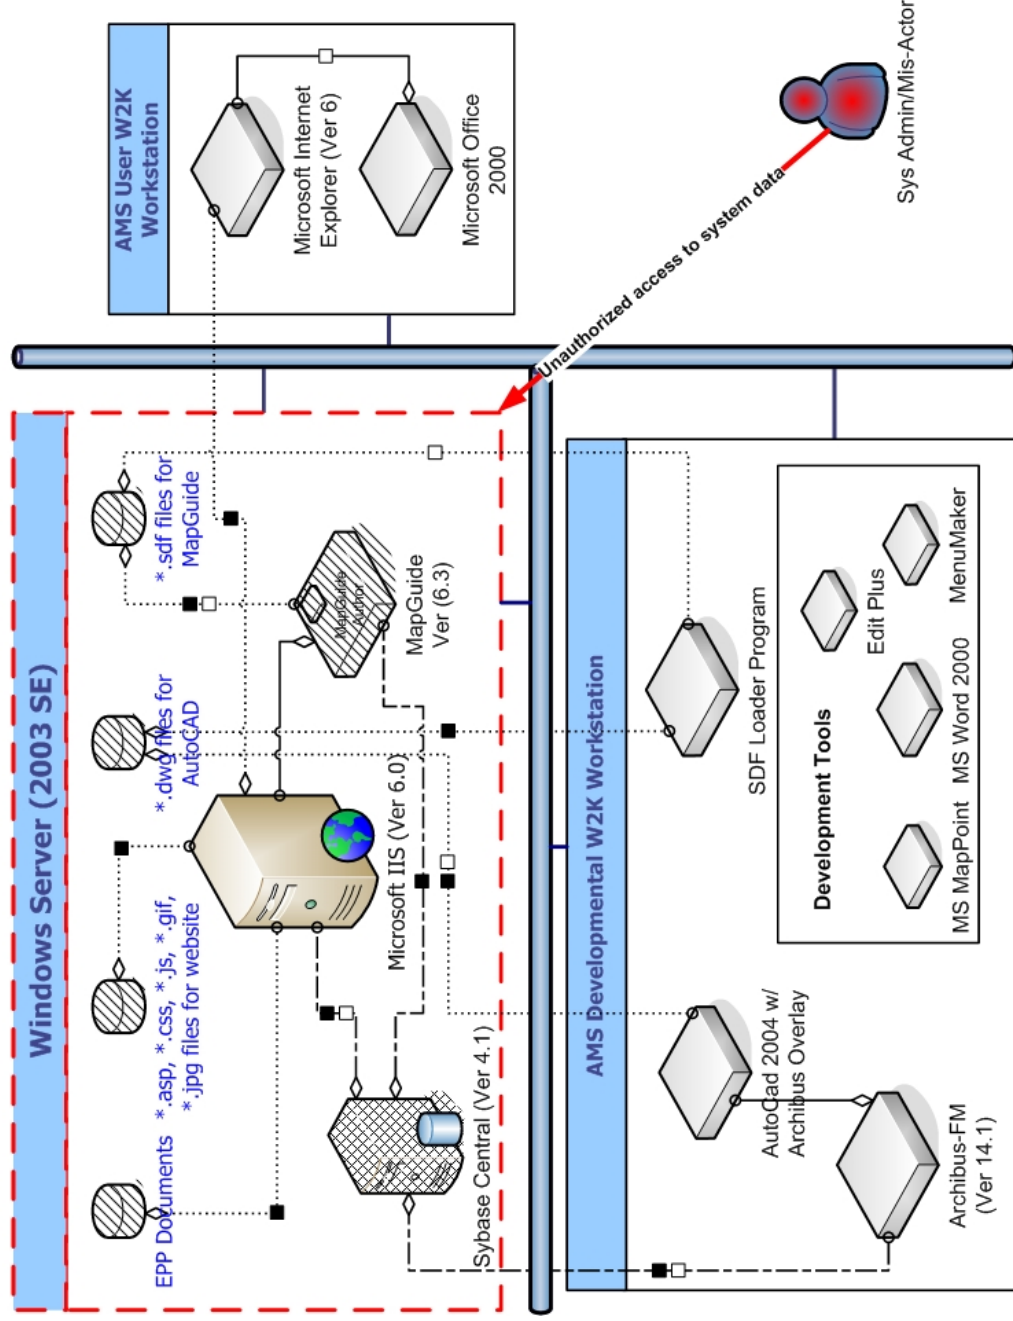 Windows Server (2003 SE)
EPP Documents
*.asp, *.css, *.js, *.gif,
*.jpg files for website
*.dwg files for
AutoCAD
*.sdf files for
MapGuide
Sybase Central (Ver 4.1)
Microsoft IIS (Ver 6.0)
MapGuide
Author
MapGuide
Ver (6.3)
AMS User W2K
Workstation
Microsoft Internet
Explorer (Ver 6)
Microsoft Office
2000
Unauthorized access to system data
Sys Admin/Mis-Actor
AMS Developmental W2K Workstation
AutoCad 2004 w/
Archibus Overlay
Archibus-FM
(Ver 14.1)
SDF Loader Program
Development Tools
Edit Plus
MS MapPoint
MS Word 2000
MenuMaker